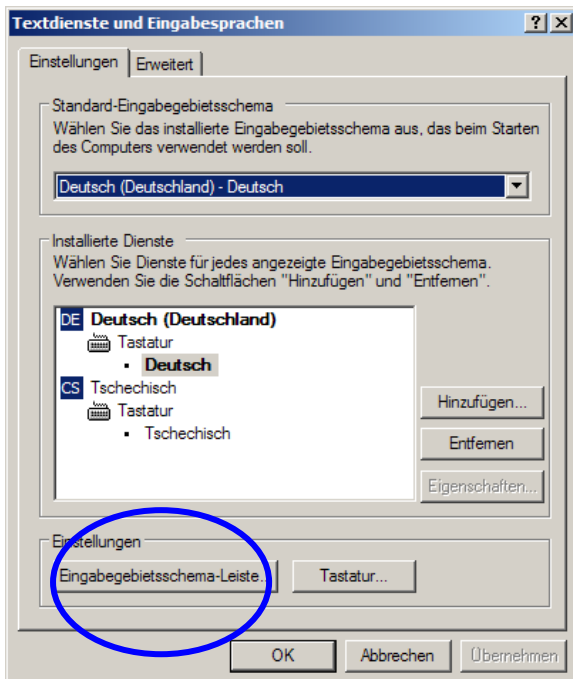 Textdienste und Eingabesprachen
Einstellungen
Erweitert
Standard-Eingabegebietsschema
Wählen Sie das installierte Eingabegebietsschema aus, das beim Starten
des Computers verwendet werden soll.
Deutsch (Deutschland) - Deutsch
Installierte Dienste
Wählen Sie Dienste für jedes angezeigte Eingabegebietsschema.
Verwenden Sie die Schaltflächen "Hinzufügen" und "Entfernen".
DE Deutsch (Deutschland)
Tastatur
• Deutsch
CS Tschechisch
Tastatur
• Tschechisch
Hinzufügen...
Entfernen
Eigenschaften...
Einstellungen
Eingabegebietsschema-Leiste...
Tastatur...
OK
Abbrechen
Übernehmen